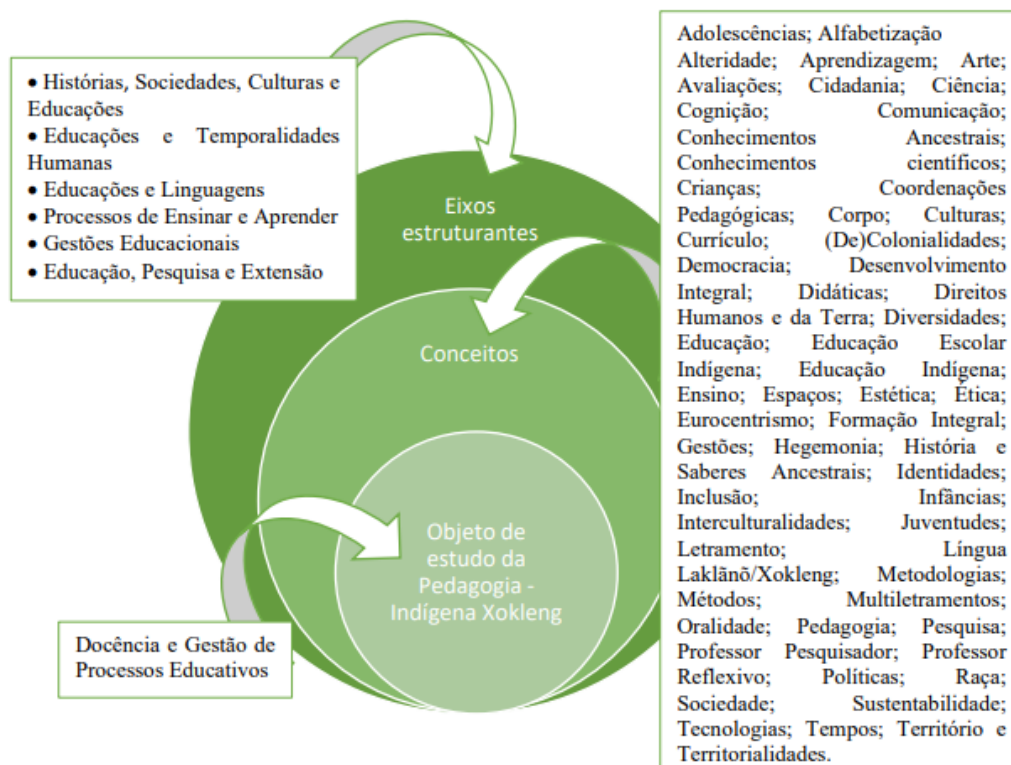 • Histórias, Sociedades, Culturas e
Educações
• Educações e Temporalidades
Humanas
• Educações e Linguagens
• Processos de Ensinar e Aprender
• Gestões Educacionais
• Educação, Pesquisa e Extensão
Eixos
estruturantes
Conceitos
Objeto de
estudo da
Pedagogia -
Indígena Xokleng
Docência e Gestão de
Processos Educativos
Adolescências; Alfabetização
Alteridade; Aprendizagem; Arte;
Avaliações; Cidadania; Ciência;
Cognição; Comunicação;
Conhecimentos Ancestrais;
Conhecimentos científicos;
Crianças; Coordenações
Pedagógicas; Corpo; Culturas;
Currículo; (De)Colonialidades;
Democracia; Desenvolvimento
Integral; Didáticas; Direitos
Humanos e da Terra; Diversidades;
Educação; Educação Escolar
Indígena; Educação Indígena;
Ensino; Espaços; Estética; Ética;
Eurocentrismo; Formação Integral;
Gestões; Hegemonia; História e
Saberes Ancestrais; Identidades;
Inclusão; Infâncias;
Interculturalidades; Juventudes;
Letramento; Língua
Laklãnõ/Xokleng; Metodologias;
Métodos; Multiletramentos;
Oralidade; Pedagogia; Pesquisa;
Professor Pesquisador; Professor
Reflexivo; Políticas; Raça;
Sociedade; Sustentabilidade;
Tecnologias; Tempos; Território e
Territorialidades.